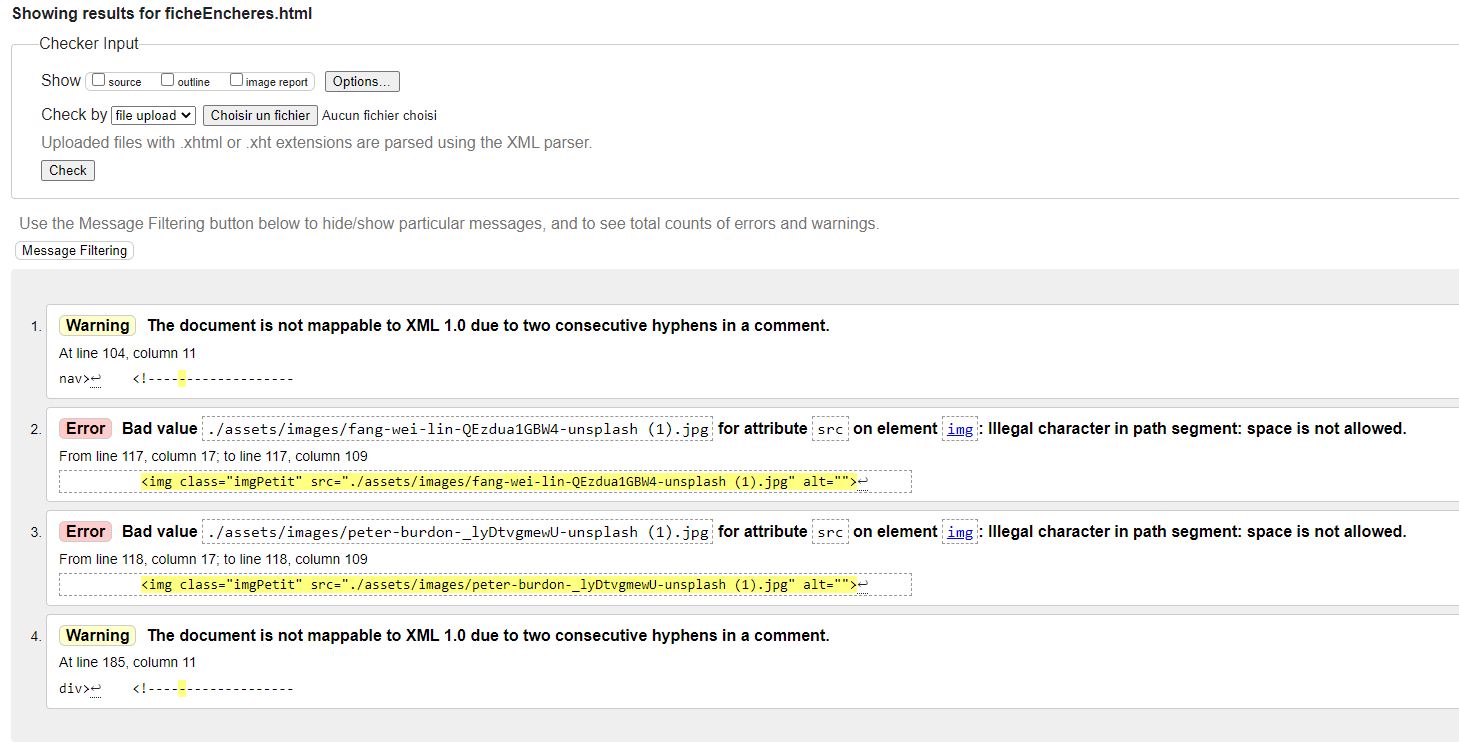 Showing results for ficheEncheres.html
Checker Input
Show source outline image report Options...
Check by file upload Choisir un fichier Aucun fichier choisi
Uploaded files with .xhtml or .xht extensions are parsed using the XML parser.
Check
Use the Message Filtering button below to hide/show particular messages, and to see total counts of errors and warnings.
Message Filtering
1. Warning The document is not mappable to XML 1.0 due to two consecutive hyphens in a comment.
At line 104, column 11
nav>↩ <!-------------------
2. Error Bad value ./assets/images/fang-wei-lin-QEzdua1GBW4-unsplash (1).jpg for attribute src on element img: Illegal character in path segment: space is not allowed.
From line 117, column 17; to line 117, column 109
<img class="imgPetit" src="./assets/images/fang-wei-lin-QEzdua1GBW4-unsplash (1).jpg" alt="">↩
3. Error Bad value ./assets/images/peter-burdon-_lyDtvgmewU-unsplash (1).jpg for attribute src on element img: Illegal character in path segment: space is not allowed.
From line 118, column 17; to line 118, column 109
<img class="imgPetit" src="./assets/images/peter-burdon-_lyDtvgmewU-unsplash (1).jpg" alt="">↩
4. Warning The document is not mappable to XML 1.0 due to two consecutive hyphens in a comment.
At line 185, column 11
div>↩ <!-------------------